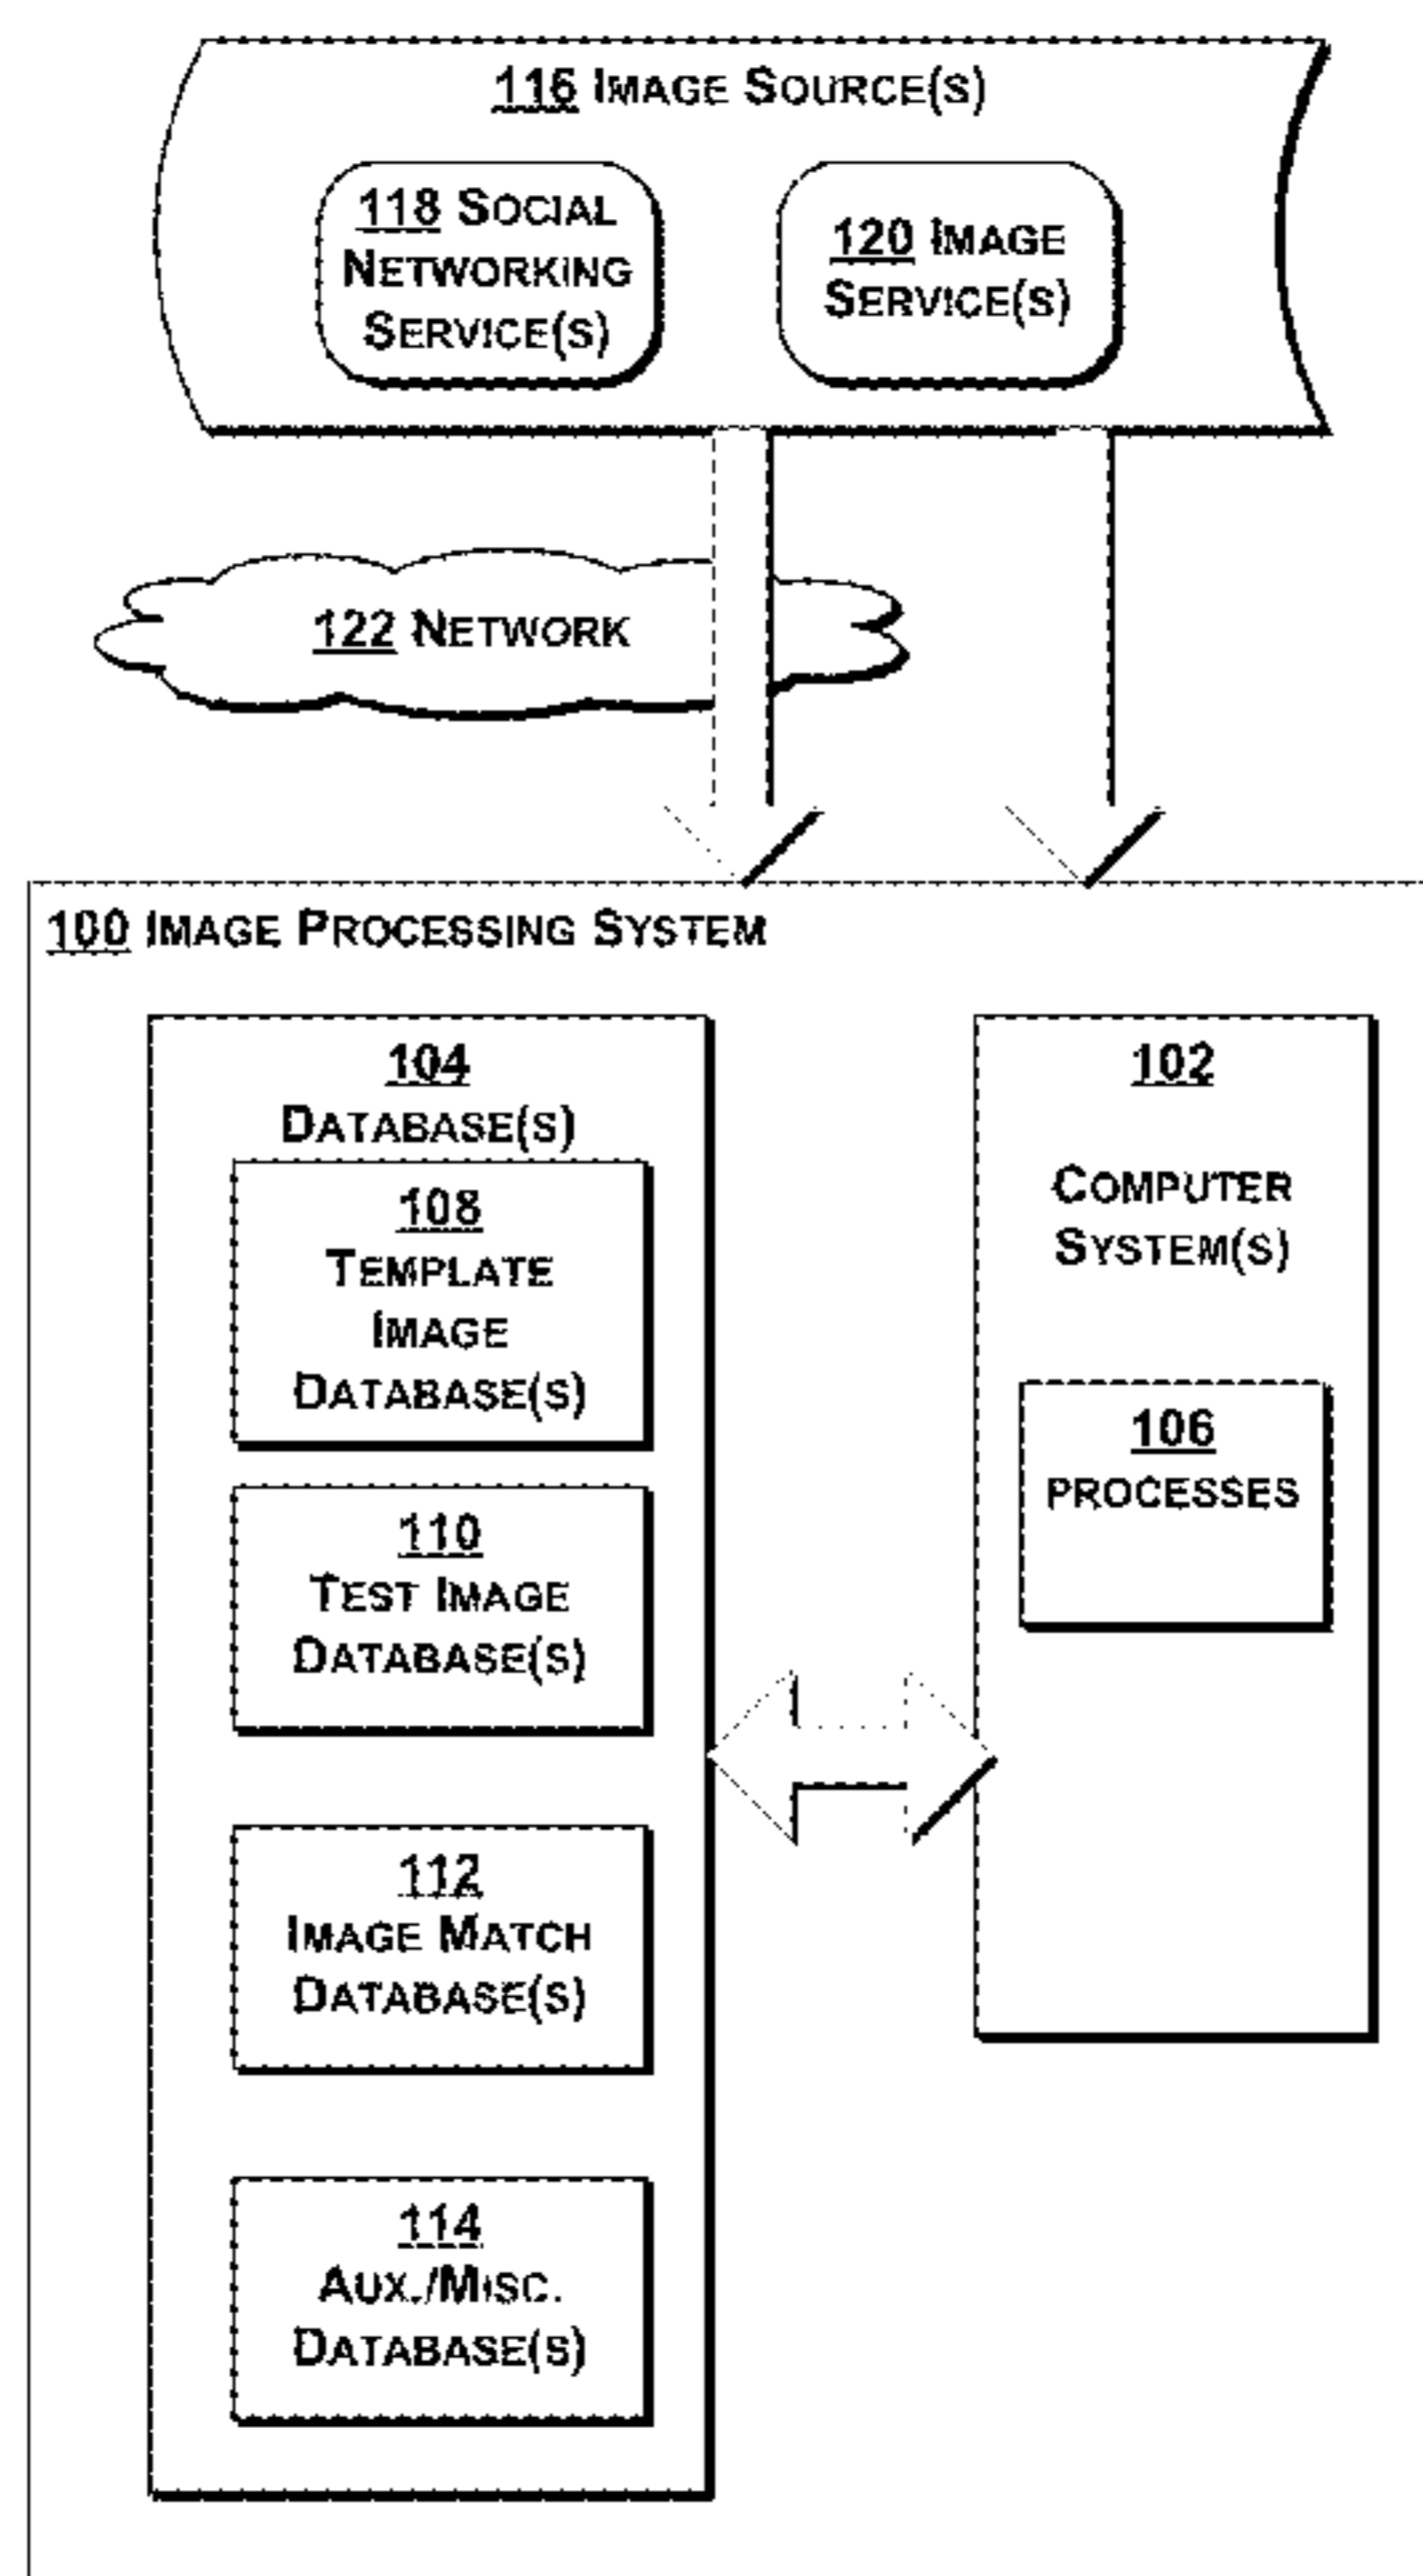 116 IMAGE SOURCE(S)
118 SOCIAL
NETWORKING
SERVICE(S)
120 IMAGE
SERVICE(S)
122 NETWORK
100 IMAGE PROCESSING SYSTEM
104
DATABASE(S)
108
TEMPLATE
IMAGE
DATABASE(S)
110
TEST IMAGE
DATABASE(S)
112
IMAGE MATCH
DATABASE(S)
114
AUX./MISC.
DATABASE(S)
102
COMPUTER
SYSTEM(S)
106
PROCESSES